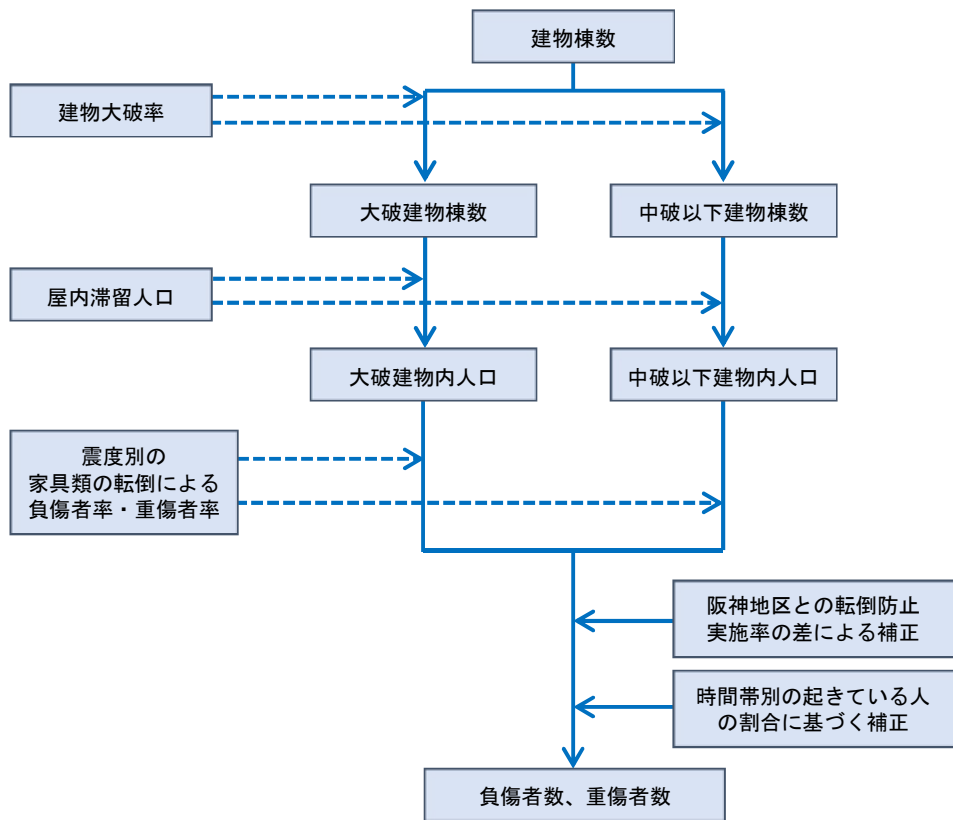 建物棟数
建物大破率
大破建物棟数
中破以下建物棟数
屋内滞留人口
大破建物内人口
中破以下建物内人口
震度別の
家具類の転倒による
負傷者率・重傷者率
阪神地区との転倒防止
実施率の差による補正
時間帯別の起きている人
の割合に基づく補正
負傷者数、重傷者数